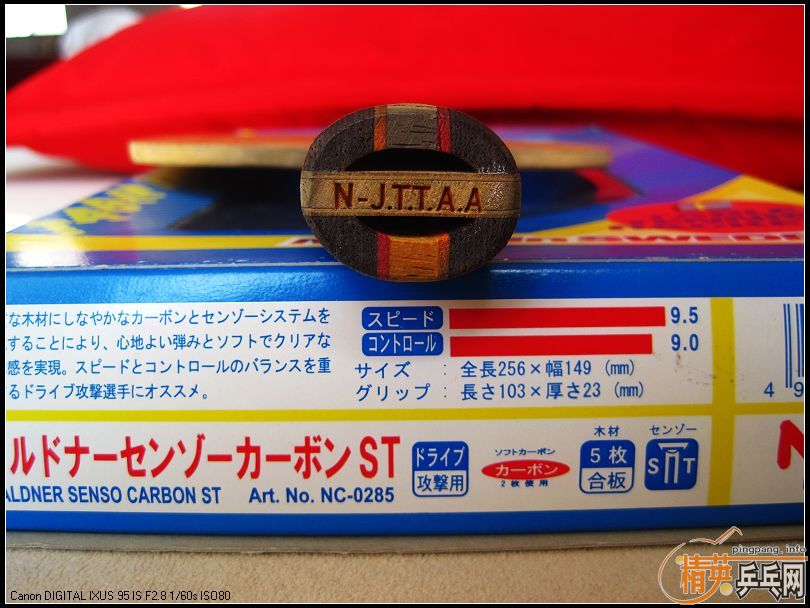 N-J.T.T.A.A
な木材にしなやかなカーボンとセンゾーシステムを
することにより、心地よい弾みとソフトでクリアな
感を実現。スピードとコントロールのバランスを重
るドライブ攻撃選手にオススメ。
スピード 9.5
コントロール 9.0
サイズ : 全長256×幅149 (mm)
グリップ : 長さ103×厚さ23 (mm)
4 9
ルドナーセンゾーカーボン ST
ALDNER SENSO CARBON ST Art. No. NC-0285
ドライブ
攻撃用
ソフトカーボン
カーボン
2枚使用
木材
5枚
合板
センゾー
S T
pingpang.info
精英乒乓网
Canon DIGITAL IXUS 95 IS F2.8 1/60s ISO80